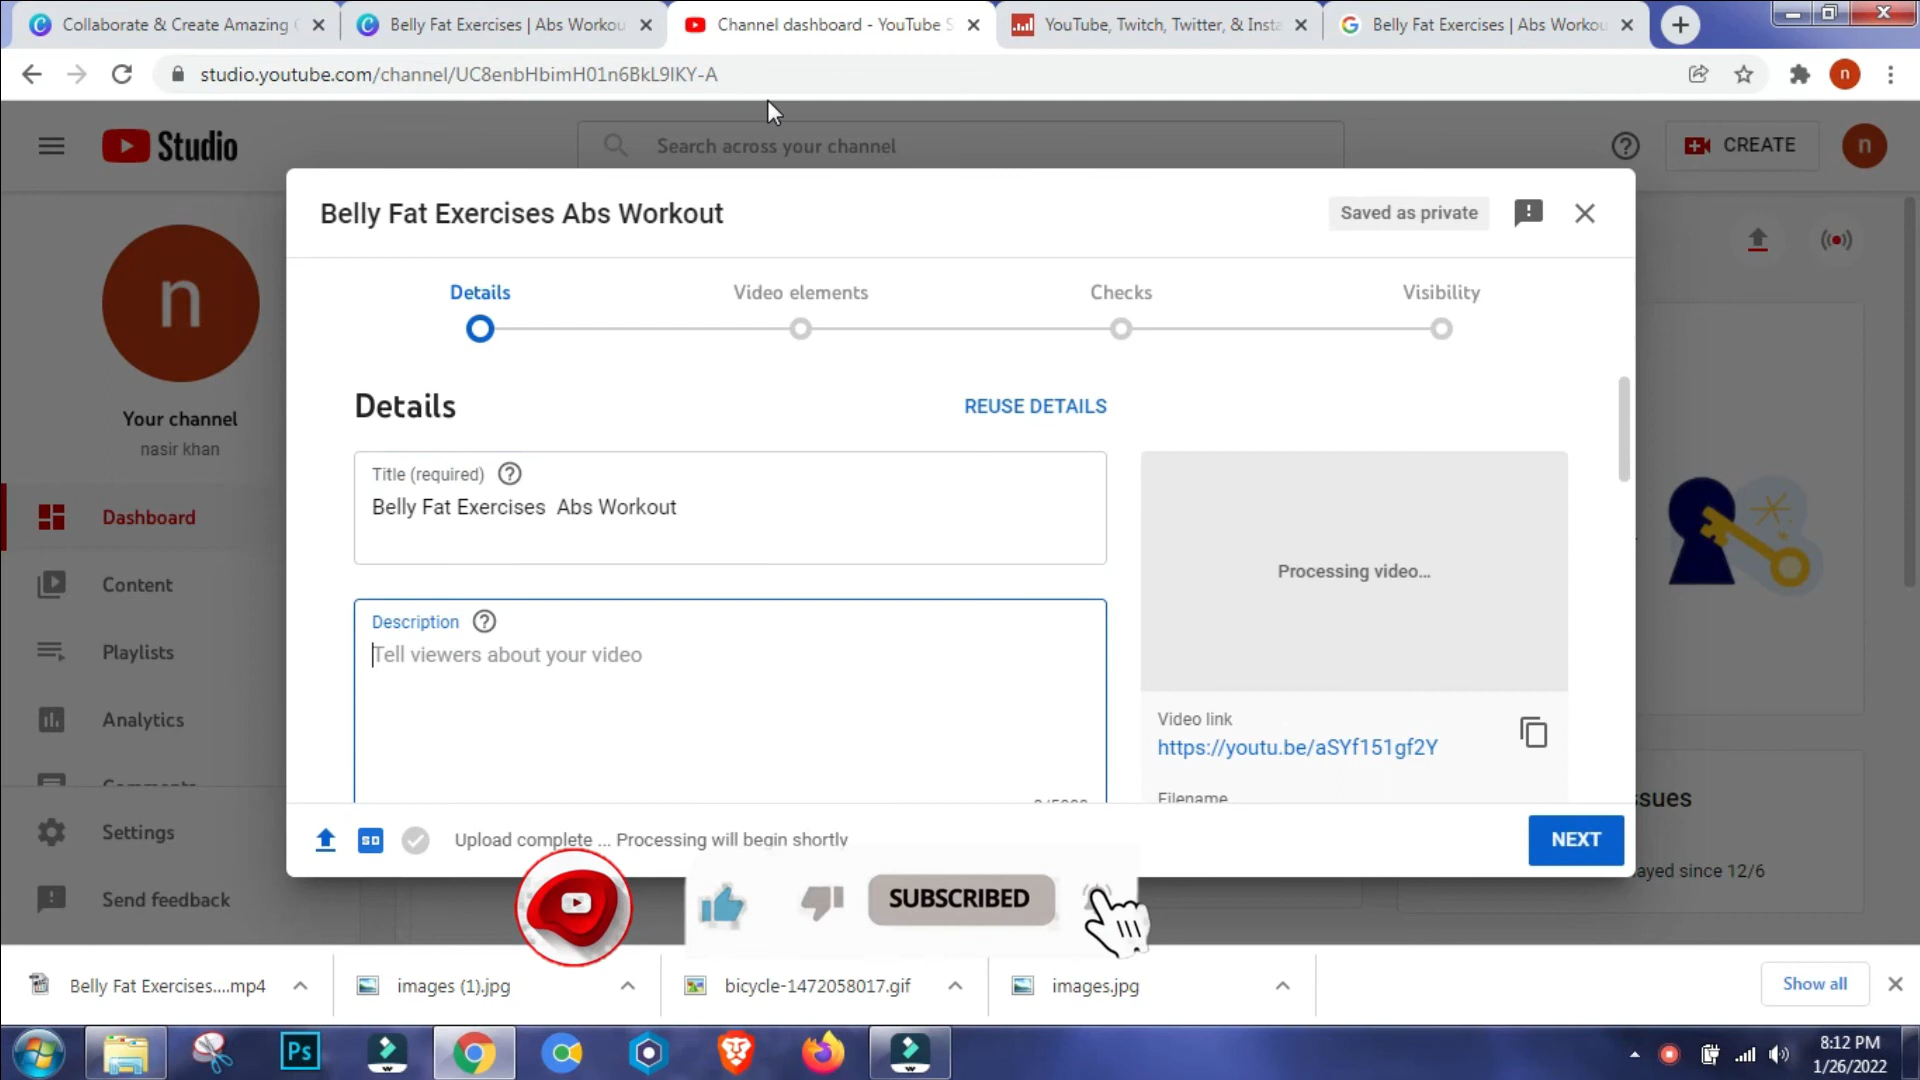 Collaborate & Create Amazing
Belly Fat Exercises | Abs Workou
Channel dashboard - YouTube S
YouTube, Twitch, Twitter, & Insta
Belly Fat Exercises | Abs Workou
studio.youtube.com/channel/UC8enbHbimH01n6BkL9IKY-A
n
Studio
Search across your channel
CREATE
n
Belly Fat Exercises Abs Workout
Saved as private
Details
Video elements
Checks
Visibility
n
Your channel
nasir khan
Details
REUSE DETAILS
Title (required)
Belly Fat Exercises  Abs Workout
Processing video...
Description
Tell viewers about your video
Video link
https://youtu.be/aSYf151gf2Y
Filename
Dashboard
Content
Playlists
Analytics
Comments
Settings
Send feedback
ssues
ayed since 12/6
SD
Upload complete ... Processing will begin shortly
NEXT
SUBSCRIBED
Belly Fat Exercises....mp4
images (1).jpg
bicycle-1472058017.gif
images.jpg
Show all
Ps
8:12 PM
1/26/2022